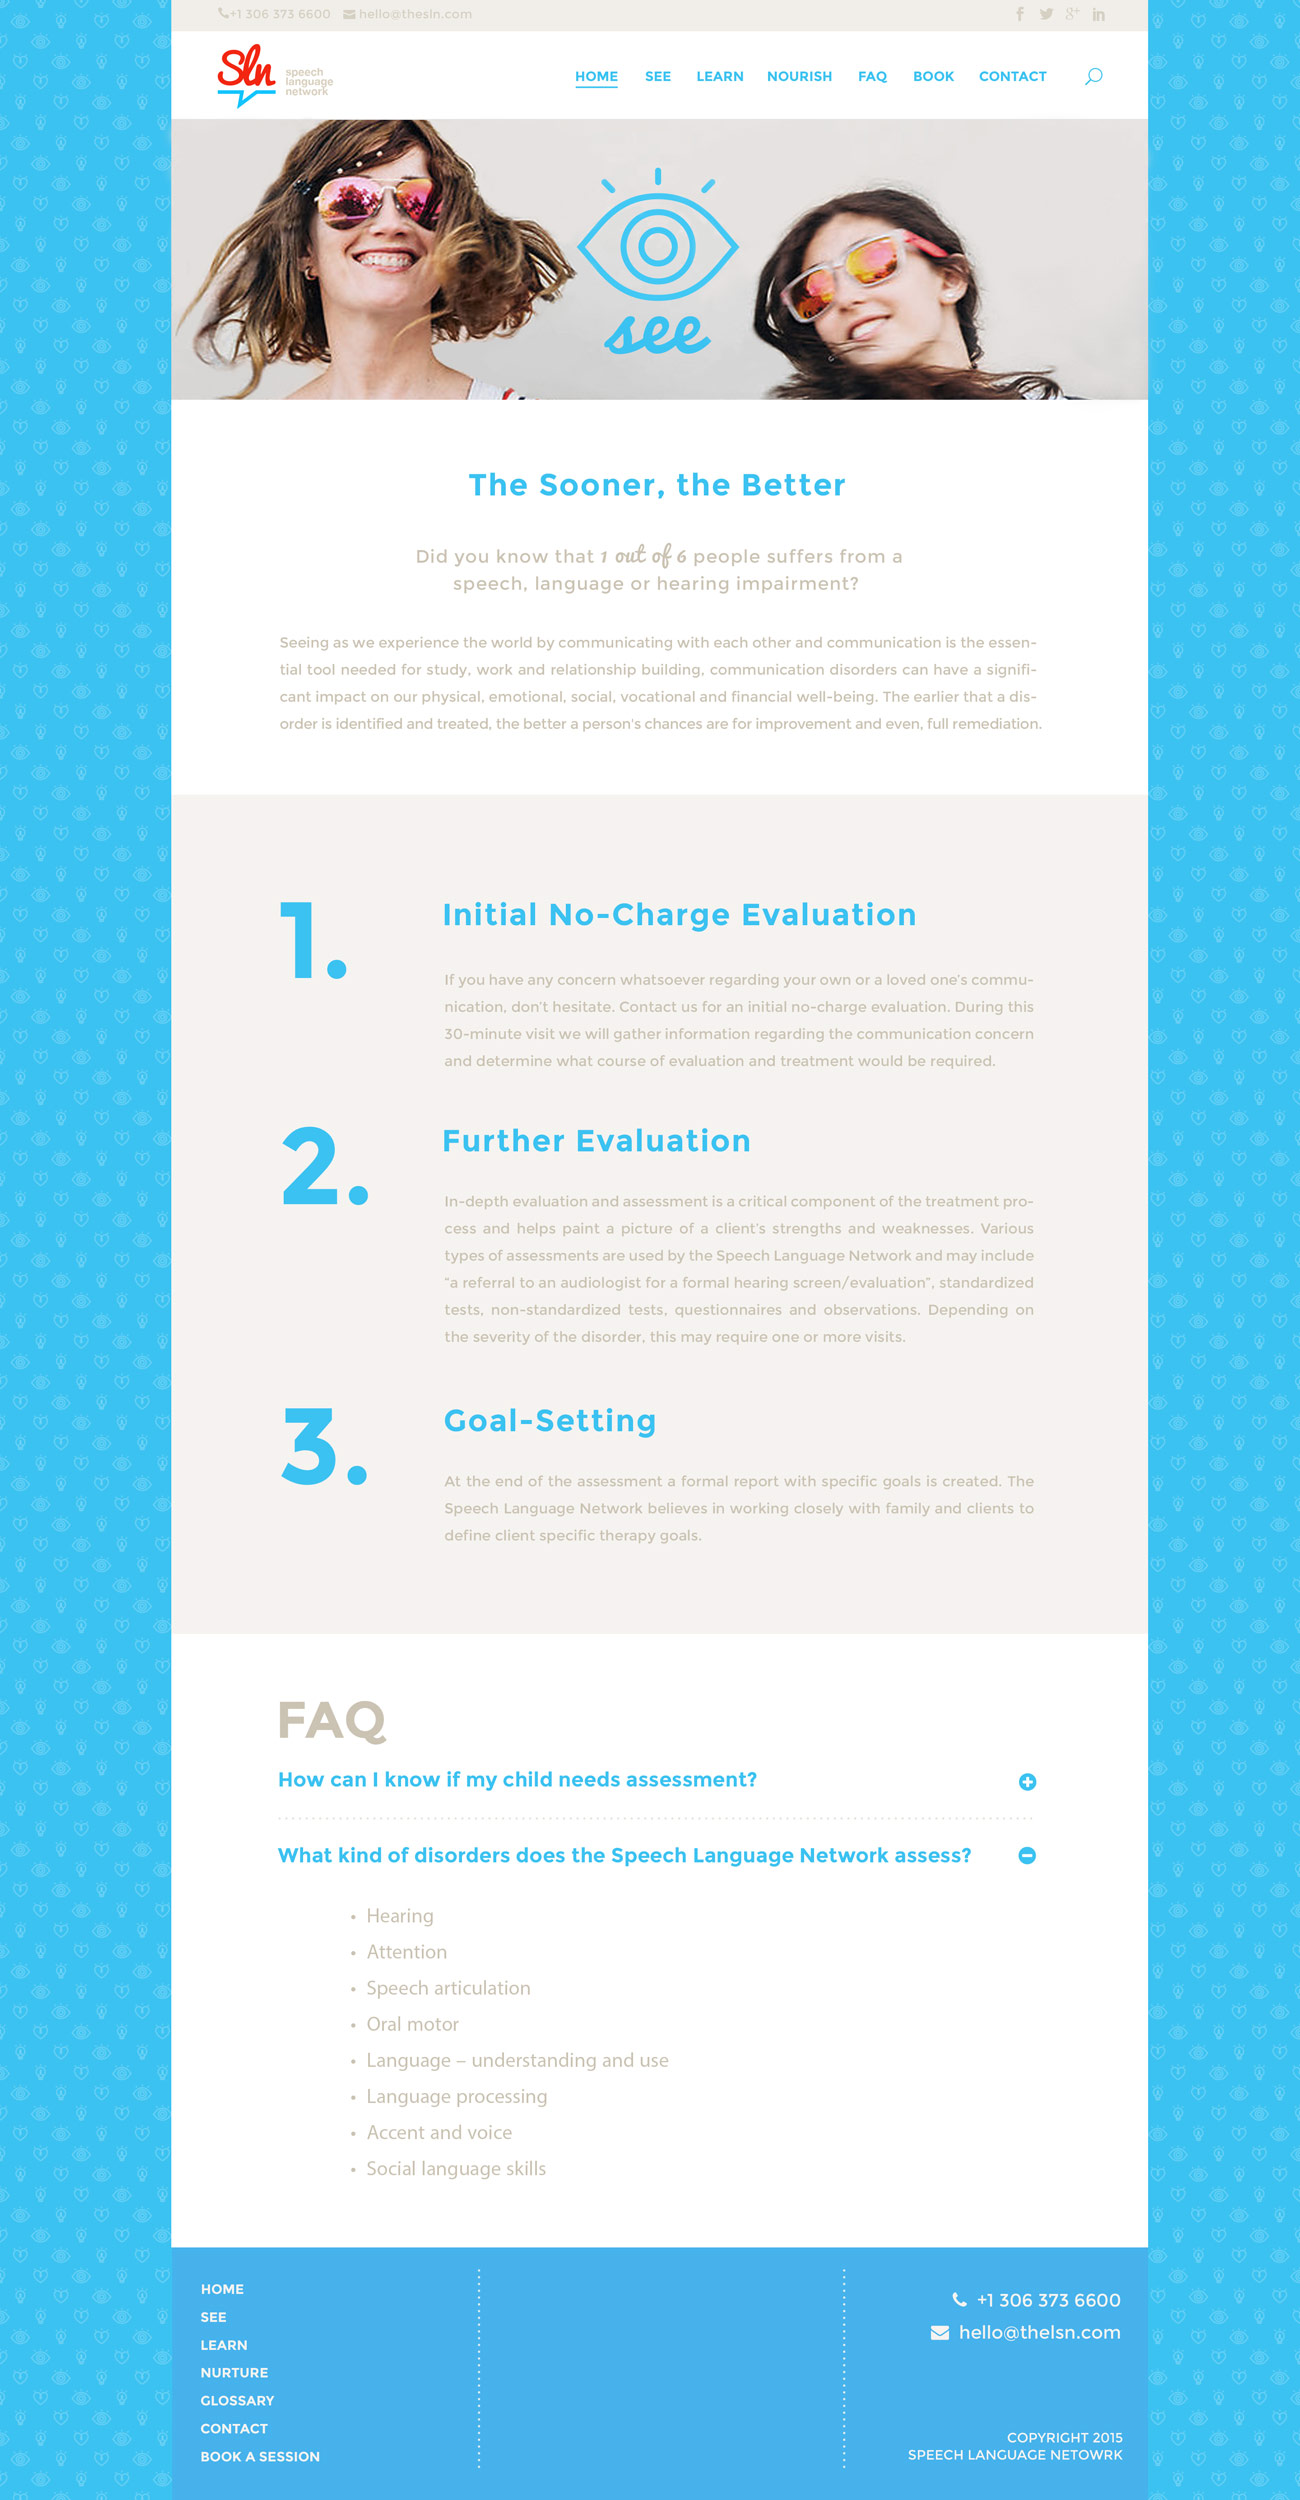 +1 306 373 6600 hello@thesln.com
Sln
speech
language
network
HOME SEE LEARN NOURISH FAQ BOOK CONTACT
see
The Sooner, the Better
Did you know that 1 out of 6 people suffers from a
speech, language or hearing impairment?
Seeing as we experience the world by communicating with each other and communication is the essen-
tial tool needed for study, work and relationship building, communication disorders can have a signifi-
cant impact on our physical, emotional, social, vocational and financial well-being. The earlier that a dis-
order is identified and treated, the better a person's chances are for improvement and even, full remediation.
1.
Initial No-Charge Evaluation
If you have any concern whatsoever regarding your own or a loved one's commu-
nication, don't hesitate. Contact us for an initial no-charge evaluation. During this
30-minute visit we will gather information regarding the communication concern
and determine what course of evaluation and treatment would be required.
2.
Further Evaluation
In-depth evaluation and assessment is a critical component of the treatment pro-
cess and helps paint a picture of a client's strengths and weaknesses. Various
types of assessments are used by the Speech Language Network and may include
"a referral to an audiologist for a formal hearing screen/evaluation", standardized
tests, non-standardized tests, questionnaires and observations. Depending on
the severity of the disorder, this may require one or more visits.
3.
Goal-Setting
At the end of the assessment a formal report with specific goals is created. The
Speech Language Network believes in working closely with family and clients to
define client specific therapy goals.
FAQ
How can I know if my child needs assessment?
What kind of disorders does the Speech Language Network assess?
• Hearing
• Attention
• Speech articulation
• Oral motor
• Language – understanding and use
• Language processing
• Accent and voice
• Social language skills
HOME
SEE
LEARN
NURTURE
GLOSSARY
CONTACT
BOOK A SESSION
+1 306 373 6600
hello@thelsn.com
COPYRIGHT 2015
SPEECH LANGUAGE NETOWRK